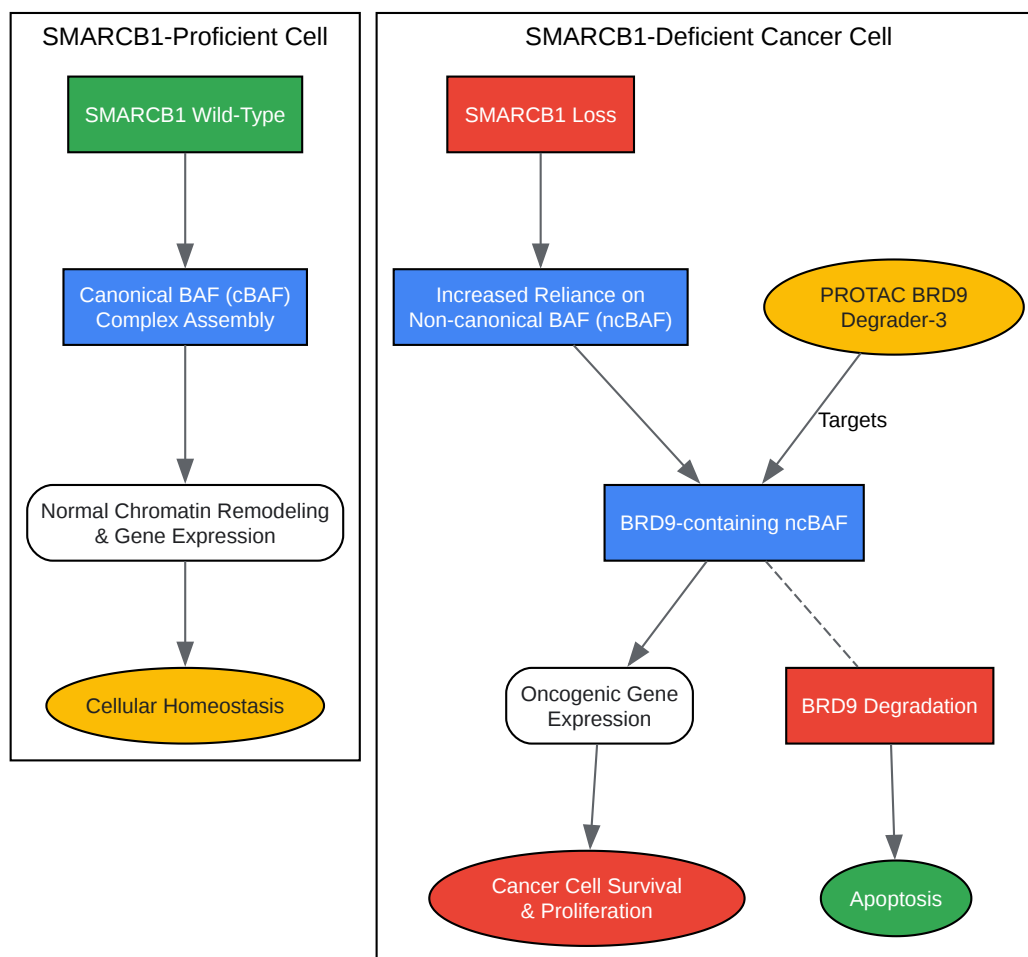 SMARCB1-Proficient Cell
SMARCB1 Wild-Type
Canonical BAF (cBAF)
Complex Assembly
Normal Chromatin Remodeling
& Gene Expression
Cellular Homeostasis
SMARCB1-Deficient Cancer Cell
SMARCB1 Loss
Increased Reliance on
Non-canonical BAF (ncBAF)
PROTAC BRD9
Degrader-3
Targets
BRD9-containing ncBAF
Oncogenic Gene
Expression
BRD9 Degradation
Cancer Cell Survival
& Proliferation
Apoptosis